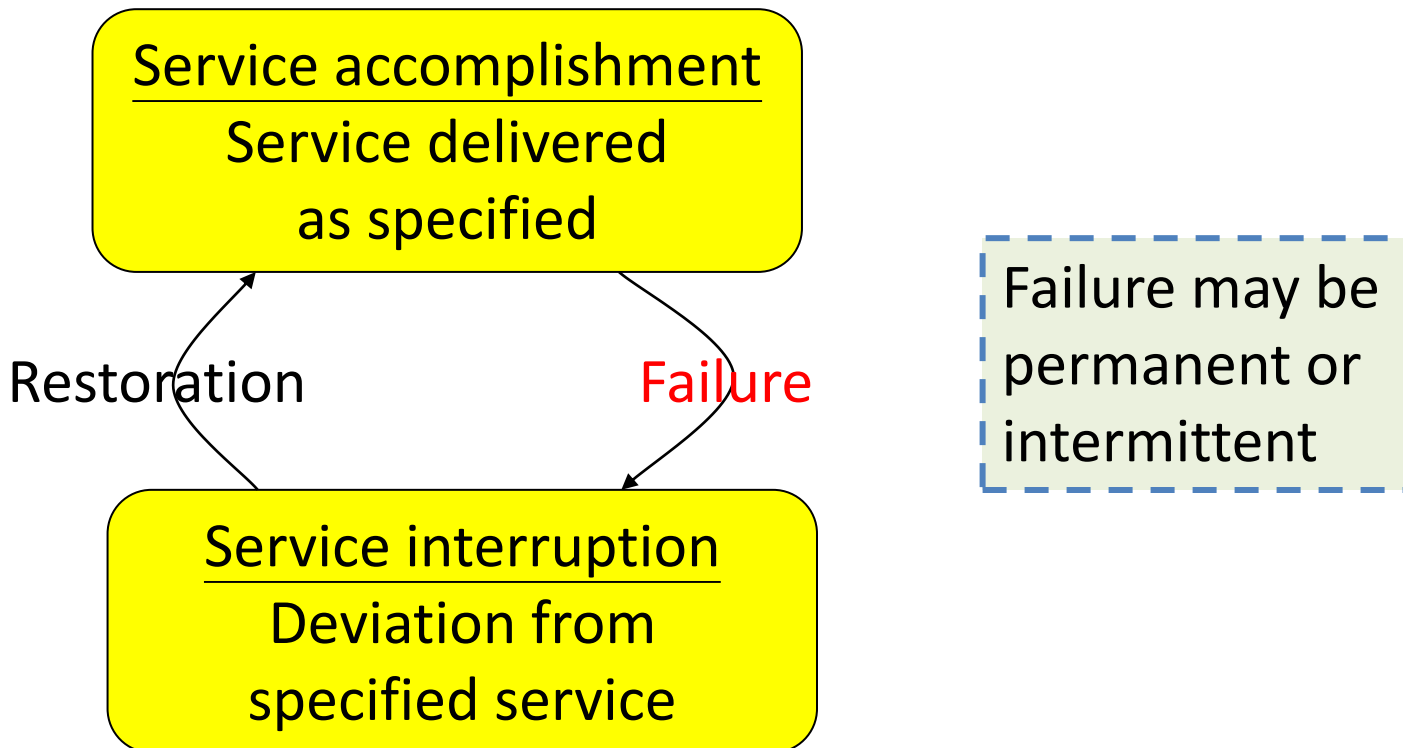 Service accomplishment
Service delivered
as specified
Restoration
Failure
Failure may be
permanent or
intermittent
Service interruption
Deviation from
specified service